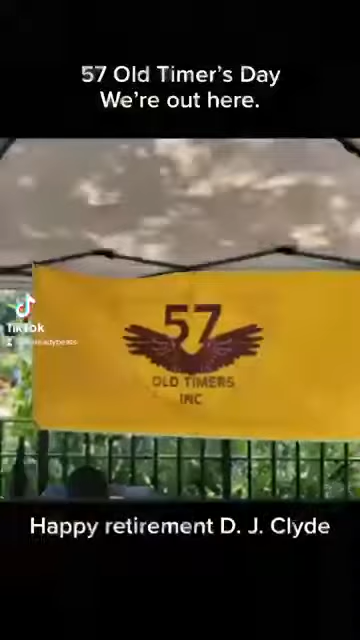 57 Old Timer's Day
We're out here.
57
OLD TIMERS
INC
TikTok
Happy retirement D. J. Clyde